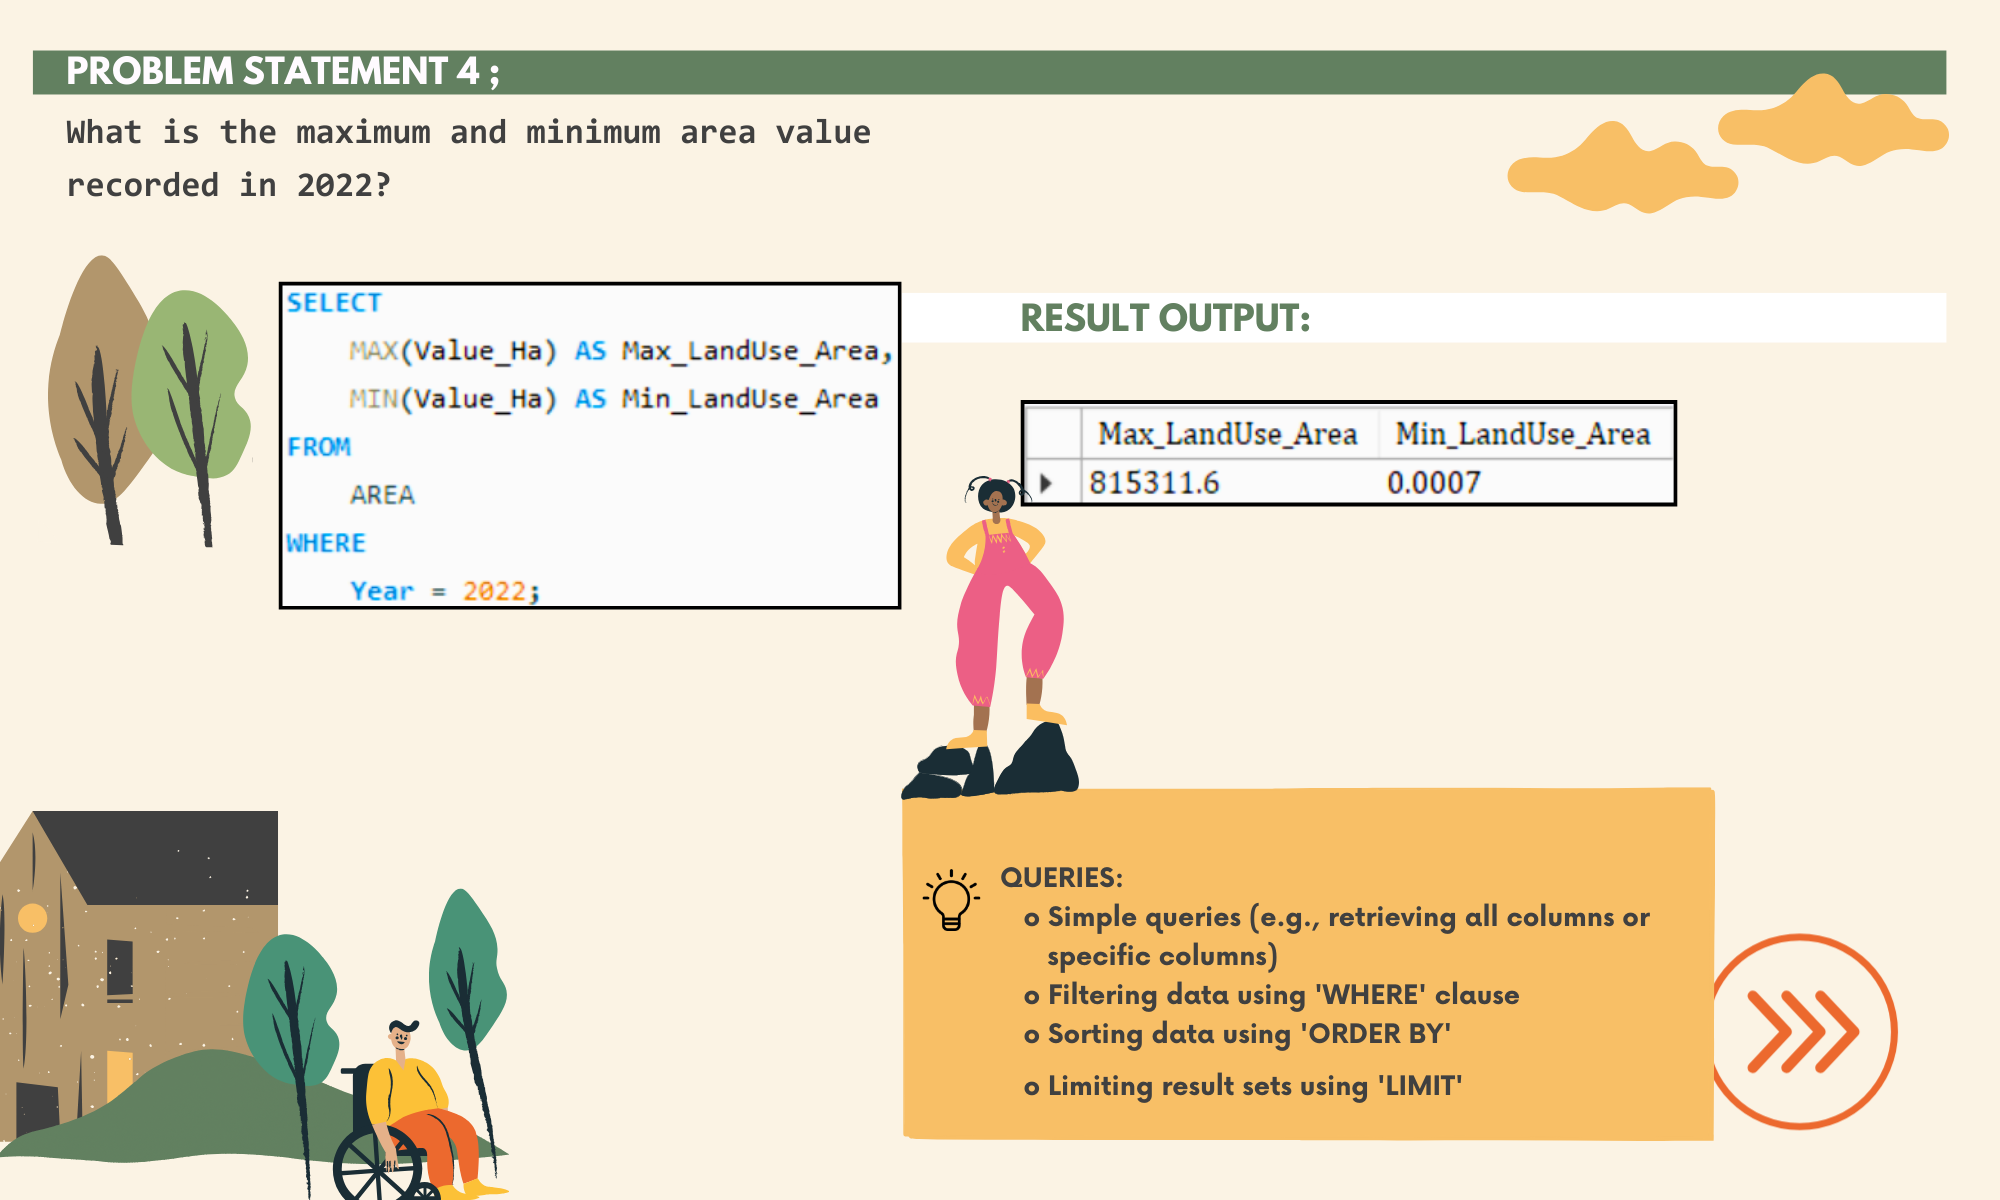 PROBLEM STATEMENT 4 ;
What is the maximum and minimum area value
recorded in 2022?
SELECT
MAX(Value_Ha) AS Max_LandUse_Area,
MIN(Value_Ha) AS Min_LandUse_Area
FROM
AREA
WHERE
Year = 2022;
RESULT OUTPUT:
Max_LandUse_Area Min_LandUse_Area
815311.6 0.0007
QUERIES:
o Simple queries (e.g., retrieving all columns or
specific columns)
o Filtering data using 'WHERE' clause
o Sorting data using 'ORDER BY'
o Limiting result sets using 'LIMIT'